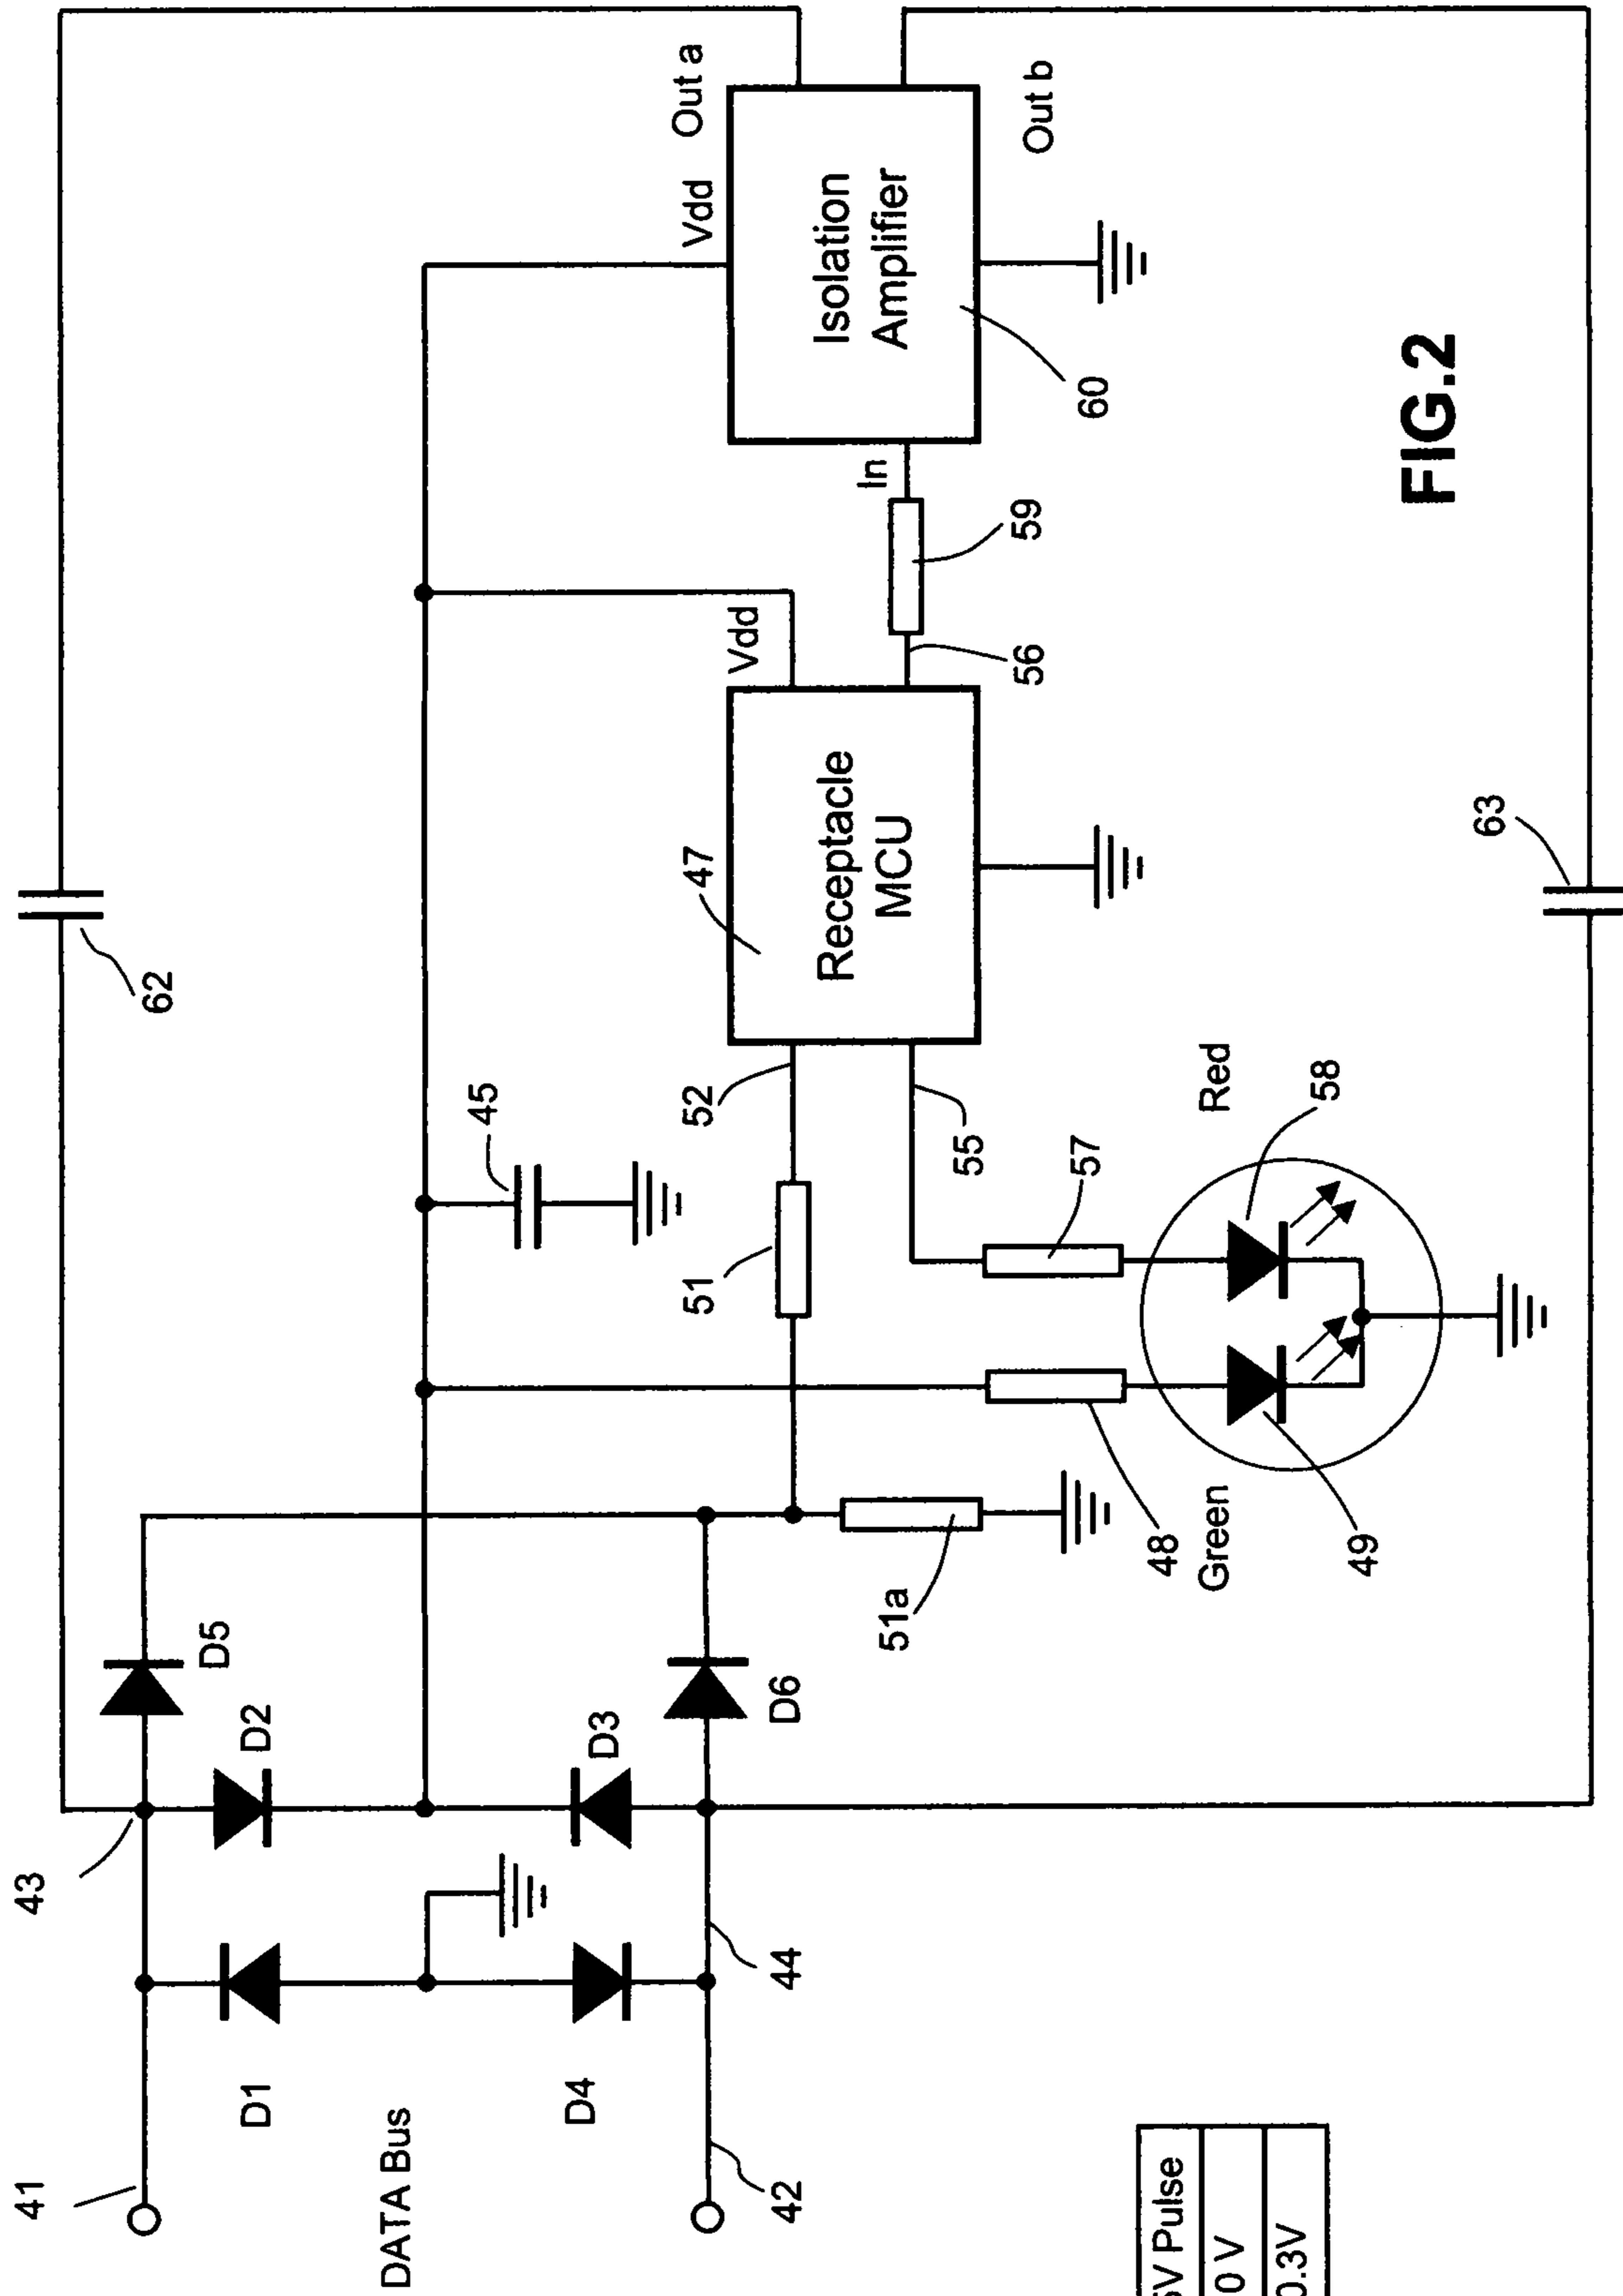 41
43
62
D1
D2
D5
DATA Bus
45
Vdd
Out a
D4
D3
44
42
D6
51
52
47
Receptacle
MCU
Vdd
In
Isolation
Amplifier
Out b
51a
55
56
59
60
48
57
Green
Red
49
58
FIG.2
63
V Pulse
0 V
0.3V